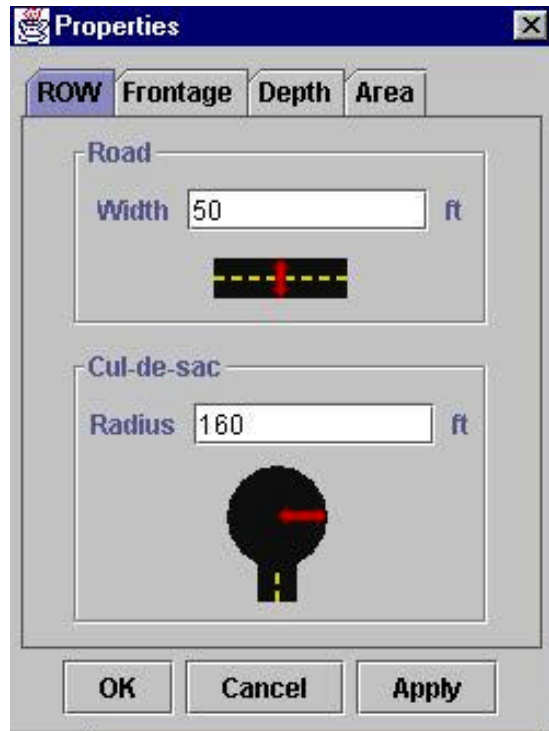 Properties
ROW Frontage Depth Area
Road
Width 50 ft
Cul-de-sac
Radius 160 ft
OK Cancel Apply